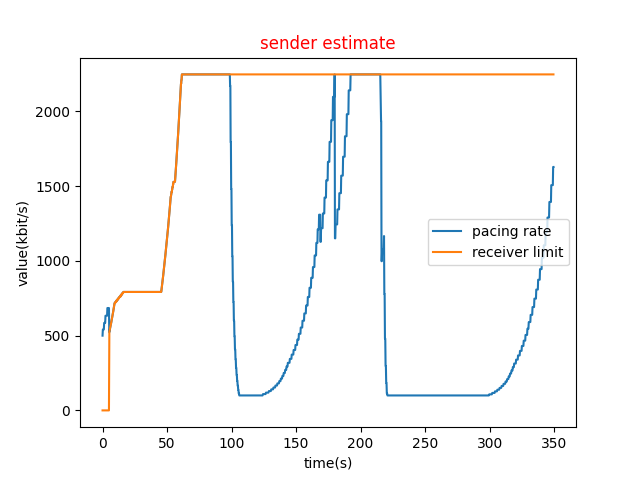 sender estimate
value(kbit/s)
2000
1500
1000
500
0
pacing rate
receiver limit
0 50 100 150 200 250 300 350
time(s)